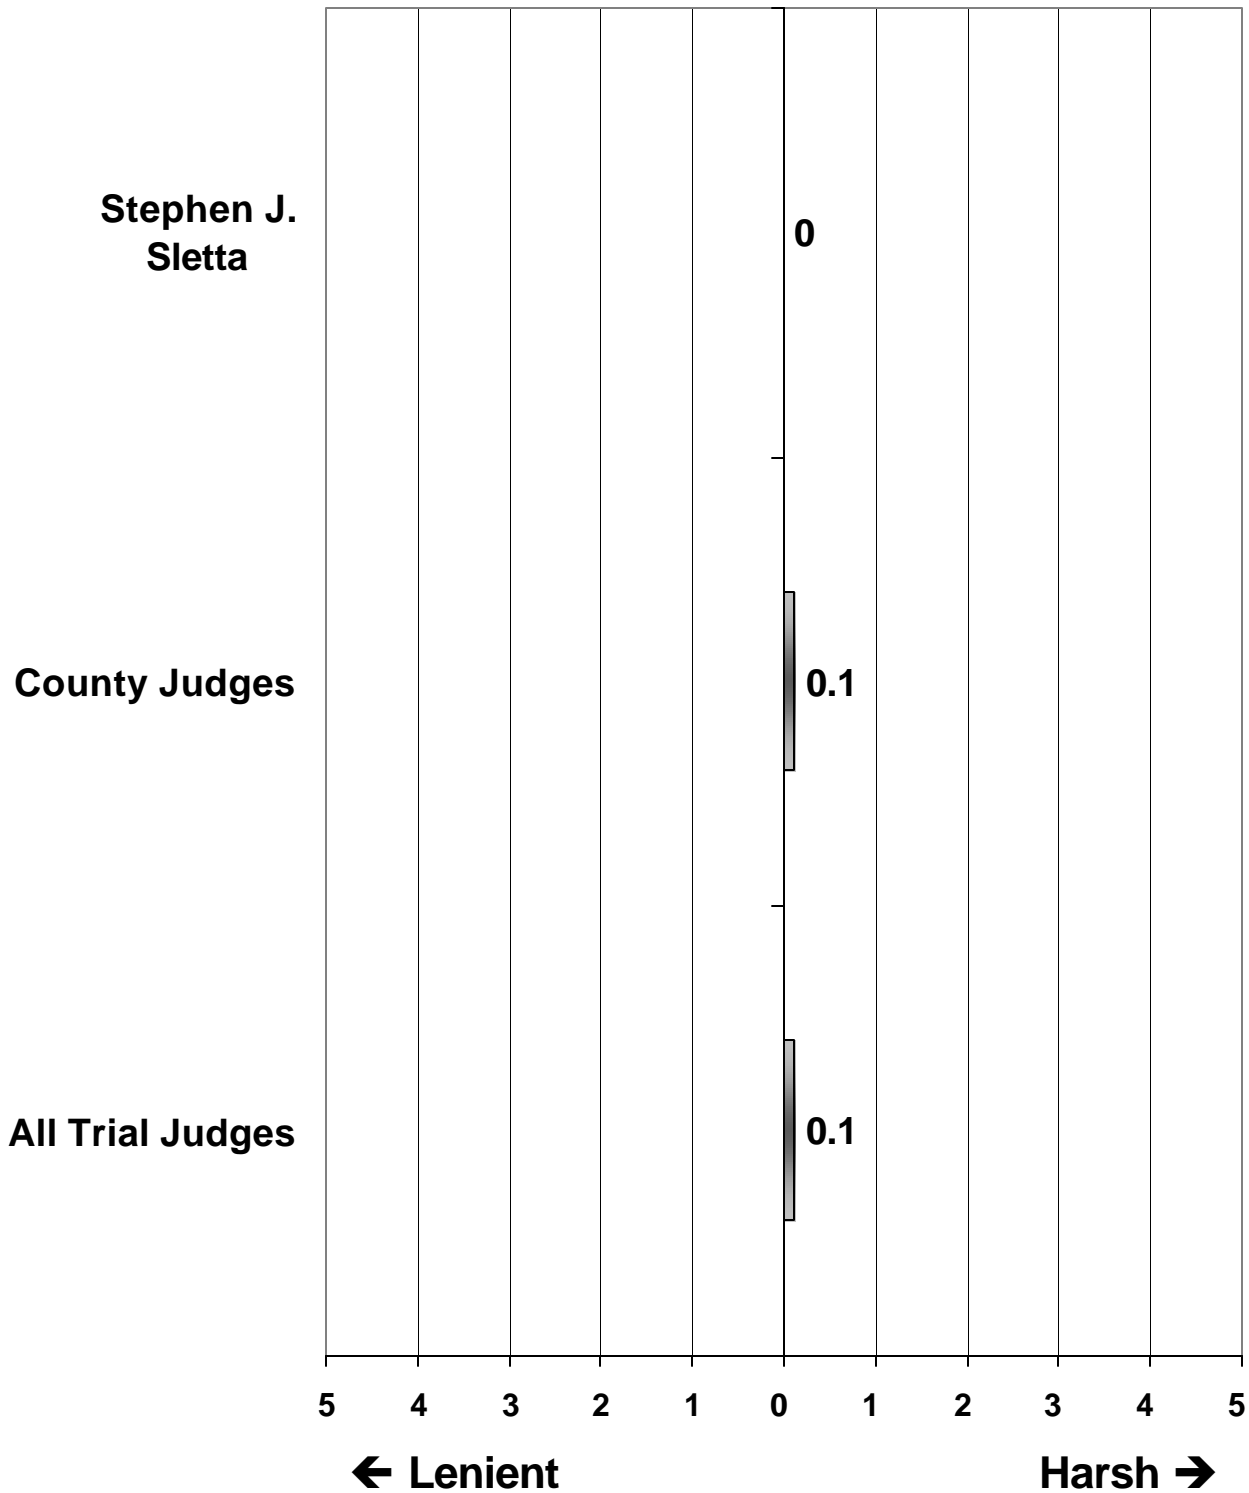 Stephen J.
Sletta
0
County Judges
0.1
All Trial Judges
0.1
5 4 3 2 1 0 1 2 3 4 5
← Lenient
Harsh →